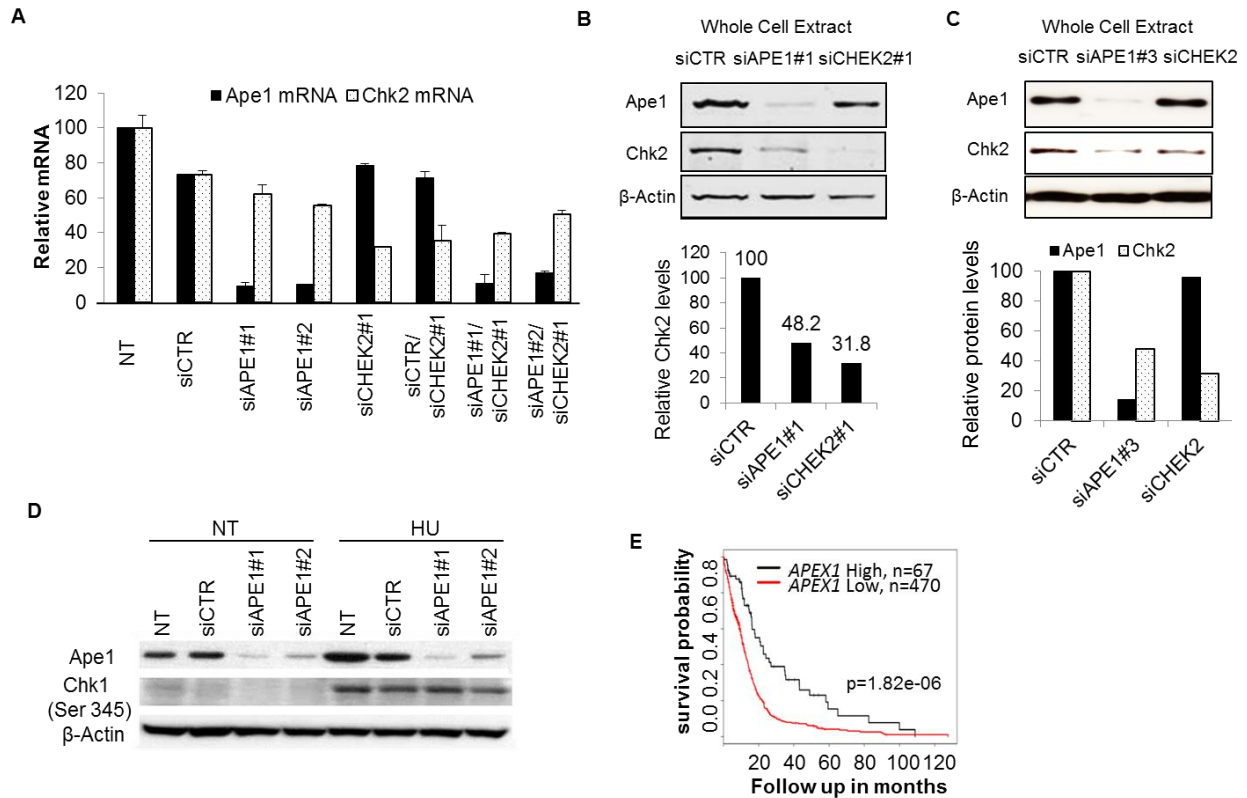 A
Ape1 mRNA
Chk2 mRNA
Relative mRNA
120
100
80
60
40
20
0
NT
siCTR
siAPE1#1
siAPE1#2
siCHEK2#1
siCTR/
siCHEK2#1
siAPE1#1/
siCHEK2#1
siAPE1#2/
siCHEK2#1
B
Whole Cell Extract
siCTR siAPE1#1 siCHEK2#1
Ape1
Chk2
β-Actin
Relative Chk2 levels
120
100
80
60
40
20
0
100
48.2
31.8
siCTR
siAPE1#1
siCHEK2#1
C
Whole Cell Extract
siCTR siAPE1#3 siCHEK2
Ape1
Chk2
β-Actin
Ape1
Chk2
Relative protein levels
100
80
60
40
20
0
siCTR
siAPE1#3
siCHEK2
D
NT HU
NT siCTR siAPE1#1 siAPE1#2 NT siCTR siAPE1#1 siAPE1#2
Ape1
Chk1
(Ser 345)
β-Actin
E
APEX1 High, n=67
APEX1 Low, n=470
p=1.82e-06
survival probability
0.0 0.2 0.4 0.6 0.8
20 40 60 80 100 120
Follow up in months